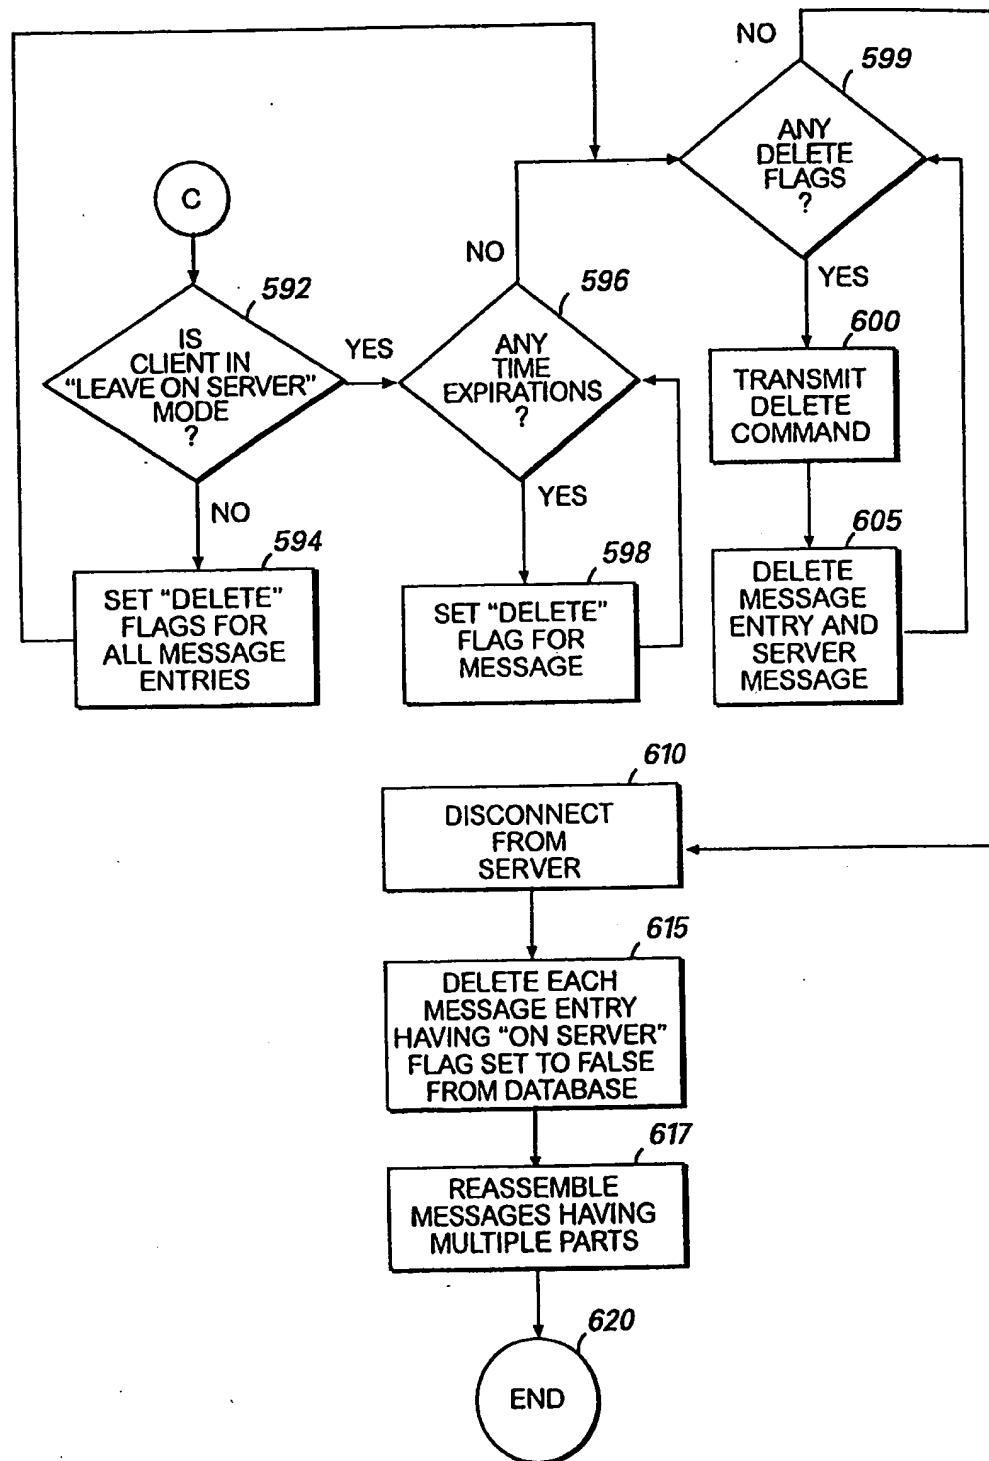 NO
599
ANY
DELETE
FLAGS
?
YES
C
592
IS
CLIENT IN
"LEAVE ON SERVER"
MODE
?
YES
NO
NO
596
ANY
TIME
EXPIRATIONS
?
YES
600
TRANSMIT
DELETE
COMMAND
594
SET "DELETE"
FLAGS FOR
ALL MESSAGE
ENTRIES
598
SET "DELETE"
FLAG FOR
MESSAGE
605
DELETE
MESSAGE
ENTRY AND
SERVER
MESSAGE
610
DISCONNECT
FROM
SERVER
615
DELETE EACH
MESSAGE ENTRY
HAVING "ON SERVER"
FLAG SET TO FALSE
FROM DATABASE
617
REASSEMBLE
MESSAGES HAVING
MULTIPLE PARTS
620
END